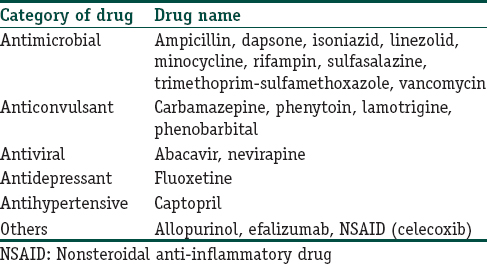 Category of drug Drug name
Antimicrobial Ampicillin, dapsone, isoniazid, linezolid,
minocycline, rifampin, sulfasalazine,
trimethoprim-sulfamethoxazole, vancomycin
Anticonvulsant Carbamazepine, phenytoin, lamotrigine,
phenobarbital
Antiviral Abacavir, nevirapine
Antidepressant Fluoxetine
Antihypertensive Captopril
Others Allopurinol, efalizumab, NSAID (celecoxib)
NSAID: Nonsteroidal anti-inflammatory drug